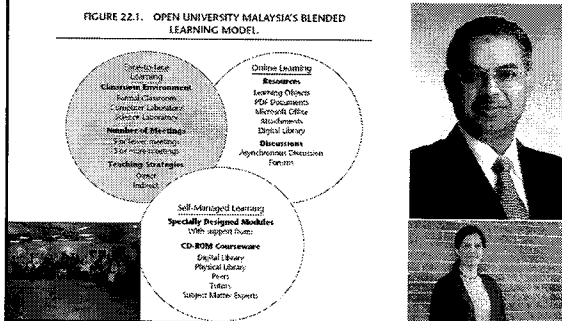 FIGURE 22.1. OPEN UNIVERSITY MALAYSIA'S BLENDED
LEARNING MODEL.
Face-to-face
Learning
Classroom Environment
Formal Classroom
Computer Laboratory
Science Laboratory
Number of Meetings
5 or fewer meetings
5 or more meetings
Teaching Strategies
Direct
Indirect
Online Learning
Resources
Learning Objects
PDF Documents
Microsoft Office
Attachments
Digital Library
Discussions
Asynchronous Discussion
Forums
Self-Managed Learning
Specially Designed Modules
With support from:
CD-ROM Courseware
Digital Library
Physical Library
Peers
Tutors
Subject Matter Experts